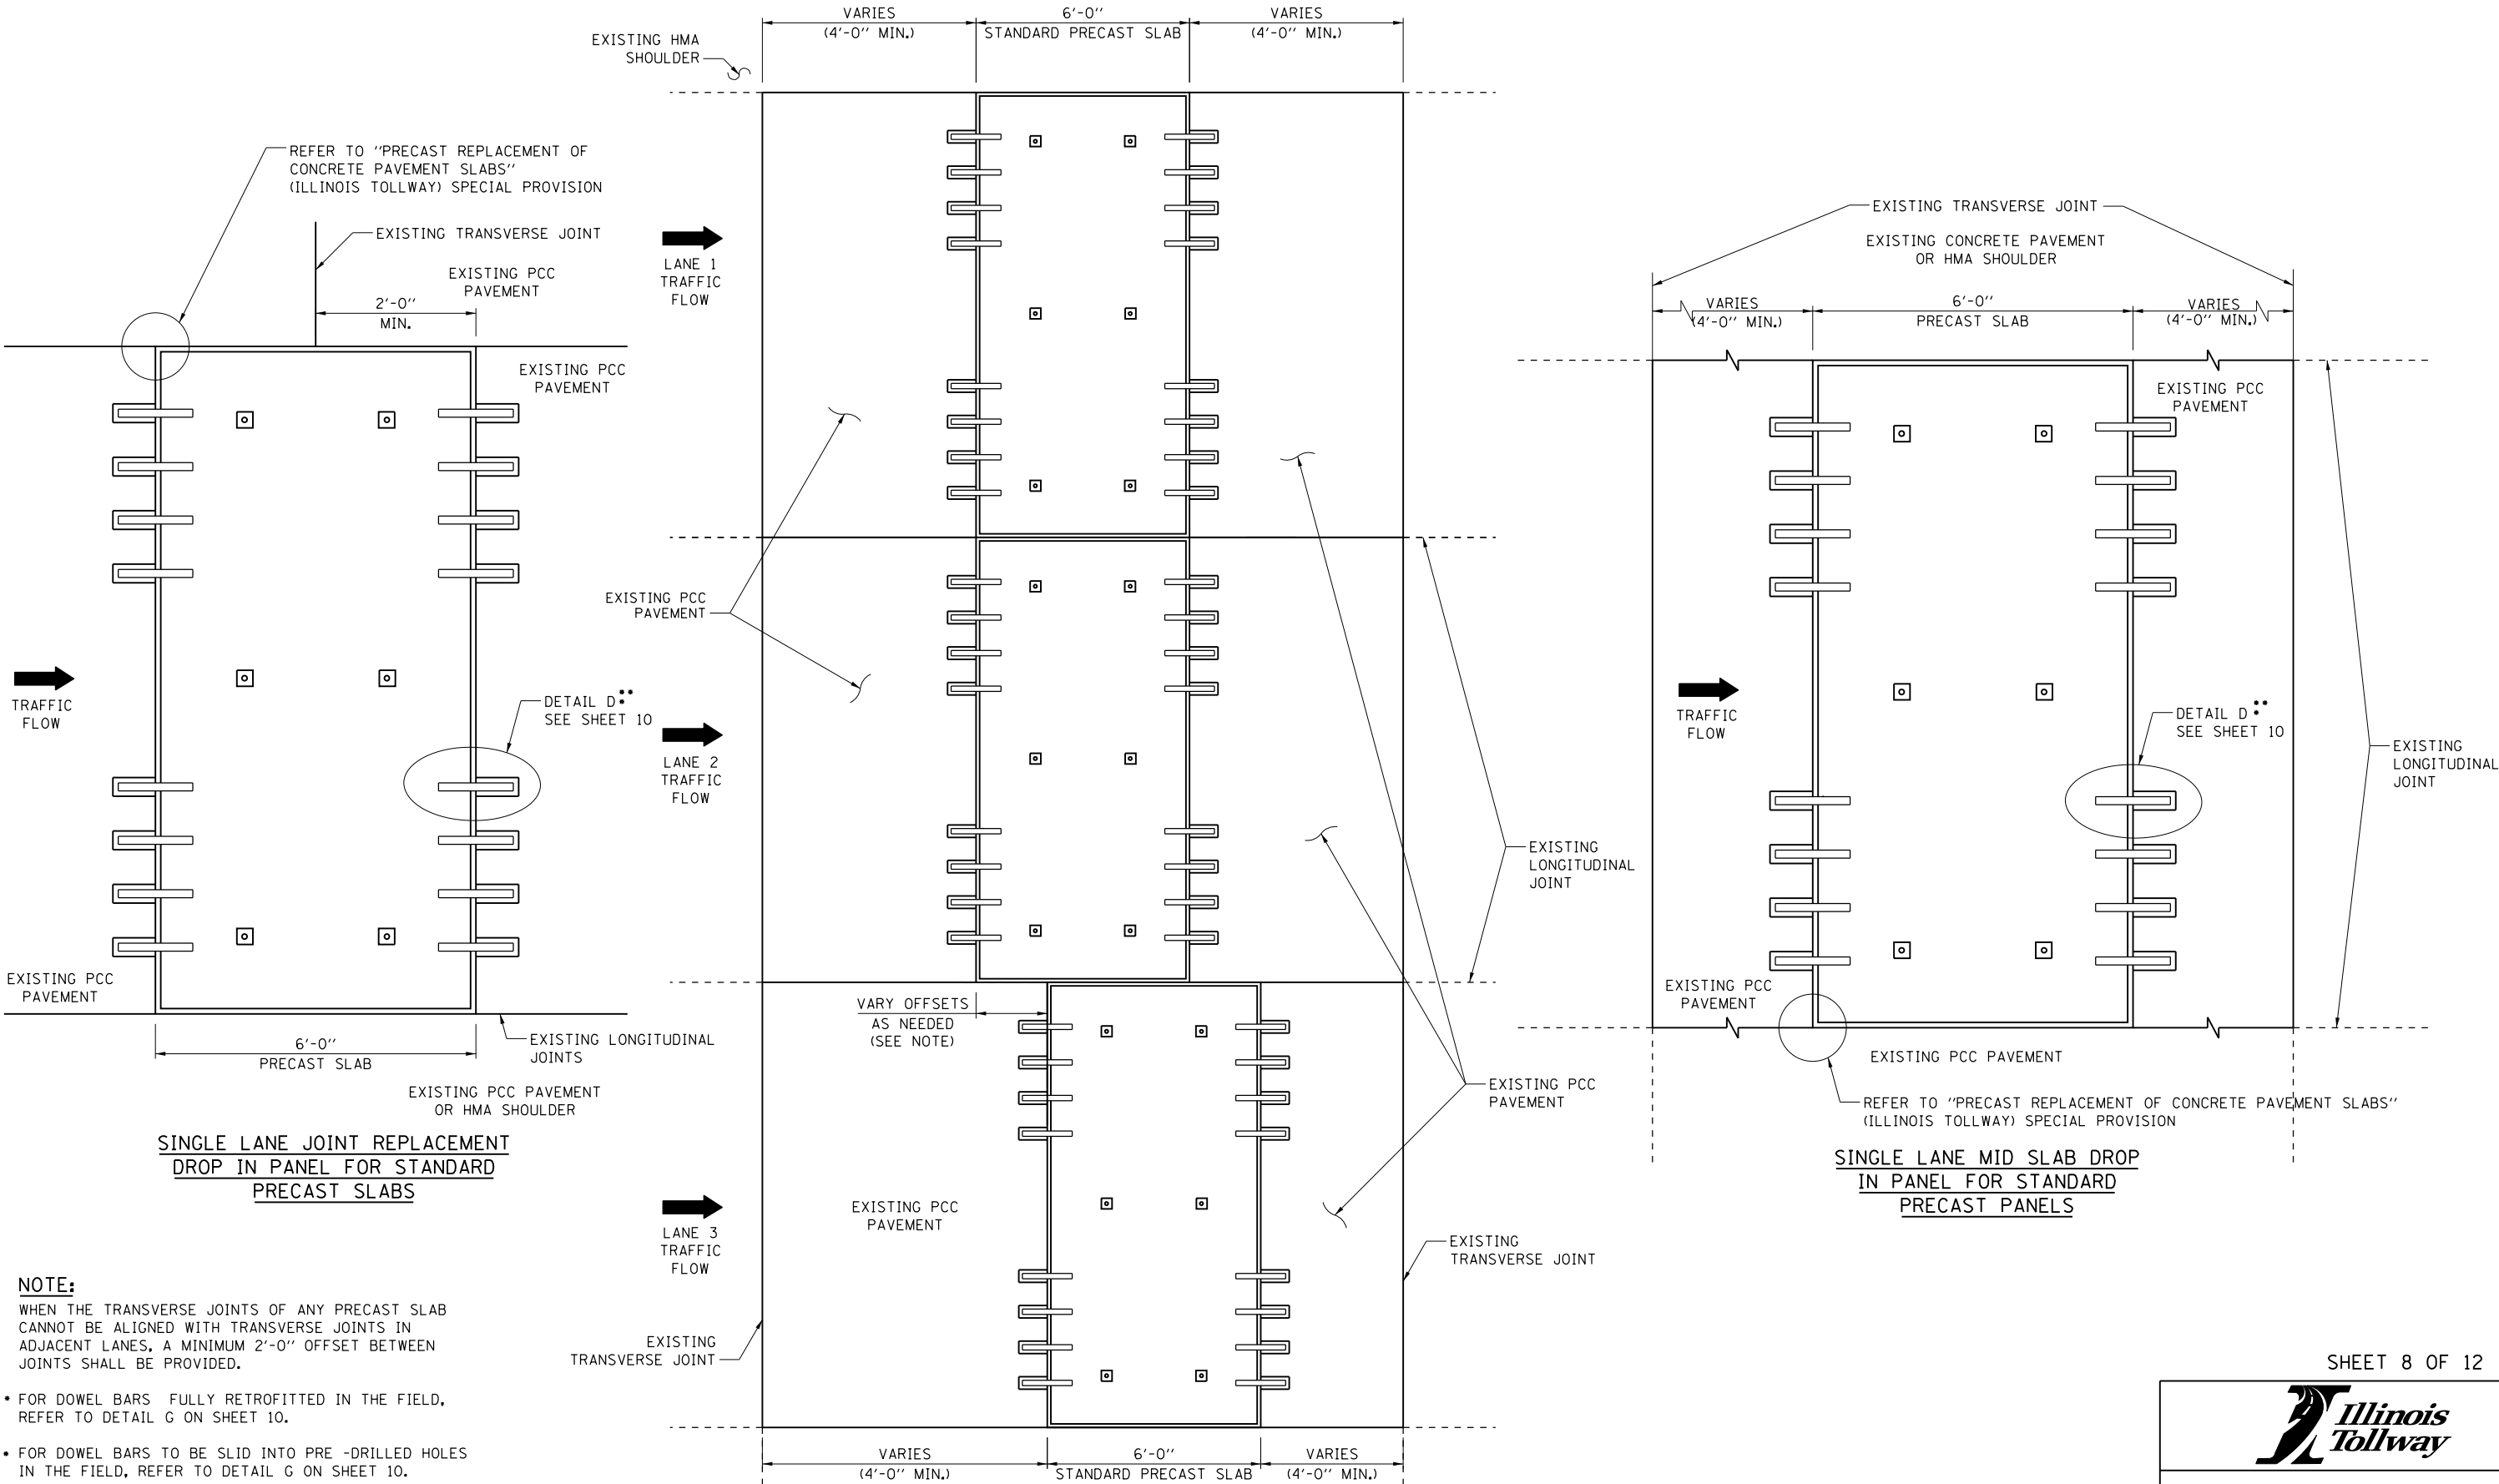 VARIES
(4'-0" MIN.)
6'-0"
STANDARD PRECAST SLAB
VARIES
(4'-0" MIN.)
EXISTING HMA
SHOULDER
REFER TO "PRECAST REPLACEMENT OF
CONCRETE PAVEMENT SLABS"
(ILLINOIS TOLLWAY) SPECIAL PROVISION
EXISTING TRANSVERSE JOINT
EXISTING PCC
PAVEMENT
2'-0"
MIN.
EXISTING PCC
PAVEMENT
TRAFFIC
FLOW
DETAIL D
SEE SHEET 10
EXISTING PCC
PAVEMENT
6'-0"
PRECAST SLAB
EXISTING LONGITUDINAL
JOINTS
EXISTING PCC PAVEMENT
OR HMA SHOULDER
SINGLE LANE JOINT REPLACEMENT
DROP IN PANEL FOR STANDARD
PRECAST SLABS
LANE 1
TRAFFIC
FLOW
EXISTING PCC
PAVEMENT
LANE 2
TRAFFIC
FLOW
EXISTING
LONGITUDINAL
JOINT
VARY OFFSETS
AS NEEDED
(SEE NOTE)
EXISTING PCC
PAVEMENT
LANE 3
TRAFFIC
FLOW
EXISTING PCC
PAVEMENT
EXISTING
TRANSVERSE JOINT
EXISTING
TRANSVERSE JOINT
VARIES
(4'-0" MIN.)
6'-0"
STANDARD PRECAST SLAB
VARIES
(4'-0" MIN.)
EXISTING TRANSVERSE JOINT
EXISTING CONCRETE PAVEMENT
OR HMA SHOULDER
VARIES
(4'-0" MIN.)
6'-0"
PRECAST SLAB
VARIES
(4'-0" MIN.)
EXISTING PCC
PAVEMENT
TRAFFIC
FLOW
DETAIL D
SEE SHEET 10
EXISTING
LONGITUDINAL
JOINT
EXISTING PCC
PAVEMENT
EXISTING PCC PAVEMENT
REFER TO "PRECAST REPLACEMENT OF CONCRETE PAVEMENT SLABS"
(ILLINOIS TOLLWAY) SPECIAL PROVISION
SINGLE LANE MID SLAB DROP
IN PANEL FOR STANDARD
PRECAST PANELS
NOTE:
WHEN THE TRANSVERSE JOINTS OF ANY PRECAST SLAB
CANNOT BE ALIGNED WITH TRANSVERSE JOINTS IN
ADJACENT LANES, A MINIMUM 2'-0" OFFSET BETWEEN
JOINTS SHALL BE PROVIDED.
* FOR DOWEL BARS FULLY RETROFITTED IN THE FIELD,
REFER TO DETAIL G ON SHEET 10.
* FOR DOWEL BARS TO BE SLID INTO PRE -DRILLED HOLES
IN THE FIELD, REFER TO DETAIL G ON SHEET 10.
SHEET 8 OF 12
Illinois
Tollway